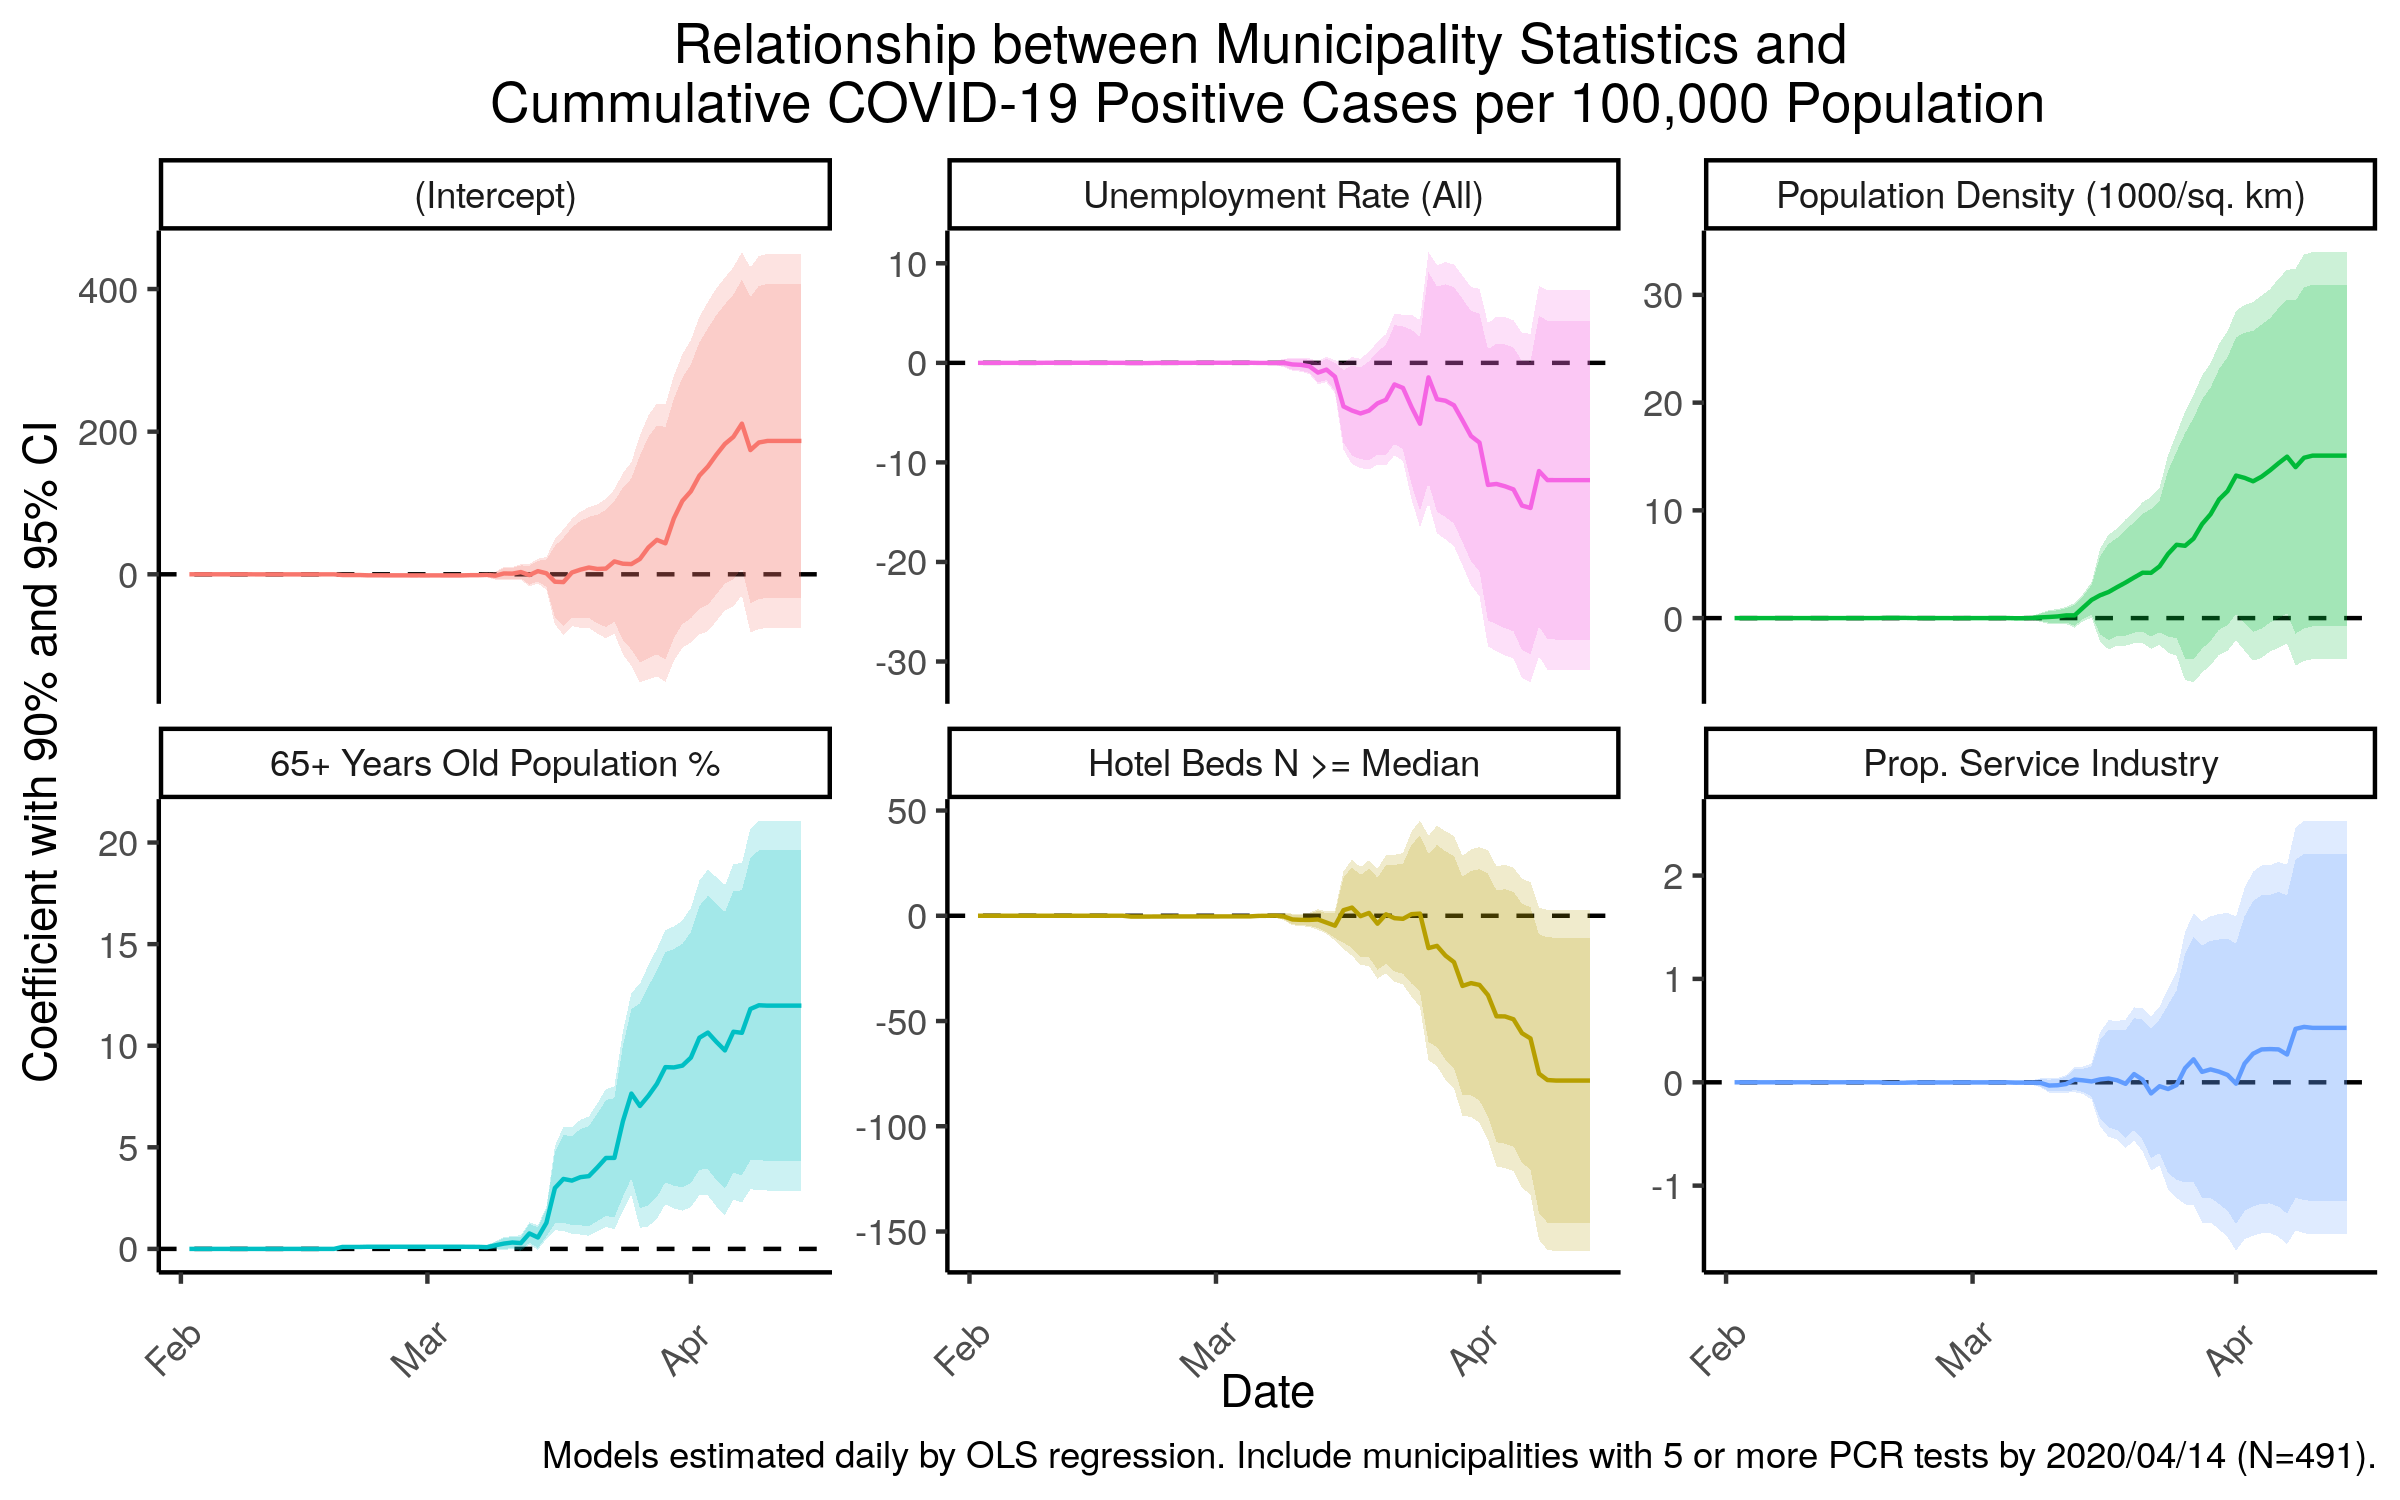 Relationship between Municipality Statistics and
Cummulative COVID-19 Positive Cases per 100,000 Population
Coefficient with 90% and 95% CI
(Intercept)
400
200
0
Unemployment Rate (All)
10
0
-10
-20
-30
Population Density (1000/sq. km)
30
20
10
0
65+ Years Old Population %
20
15
10
5
0
Feb
Mar
Apr
Hotel Beds N >= Median
50
0
-50
-100
-150
Feb
Mar
Apr
Prop. Service Industry
2
1
0
-1
Feb
Mar
Apr
Date
Models estimated daily by OLS regression. Include municipalities with 5 or more PCR tests by 2020/04/14 (N=491).